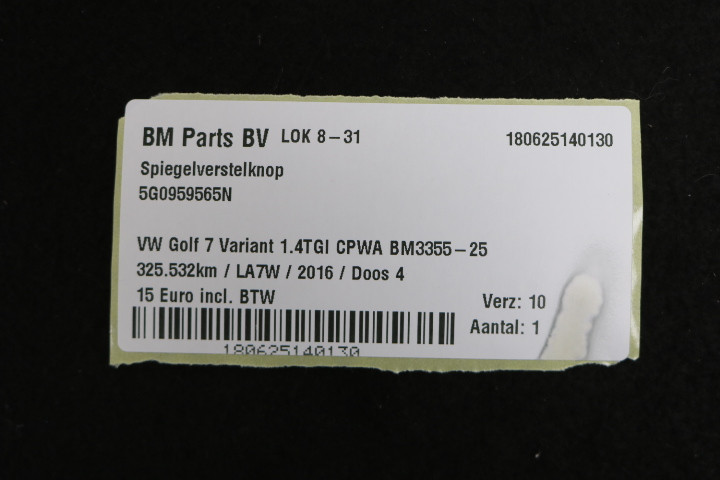 BM Parts BV LOK 8-31 180625140130
Spiegelverstelknop
5G0959565N
VW Golf 7 Variant 1.4TGI CPWA BM3355-25
325.532km / LA7W / 2016 / Doos 4
15 Euro incl. BTW Verz: 10
Aantal: 1
180625140130